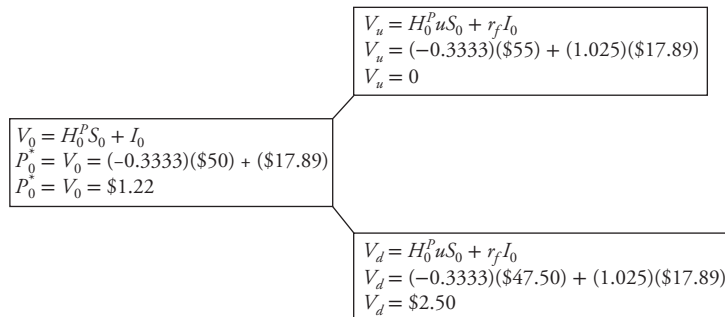 V_u = H_0^P uS_0 + r_f I_0
V_u = (−0.3333)($55) + (1.025)($17.89)
V_u = 0
V_0 = H_0^P S_0 + I_0
P_0^* = V_0 = (–0.3333)($50) + ($17.89)
P_0^* = V_0 = $1.22
V_d = H_0^P uS_0 + r_f I_0
V_d = (−0.3333)($47.50) + (1.025)($17.89)
V_d = $2.50